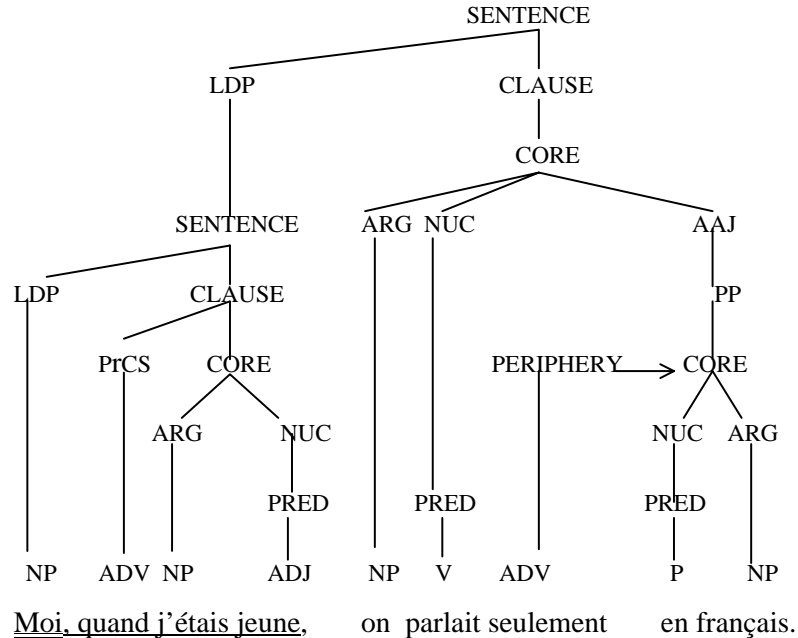 SENTENCE
LDP CLAUSE
CORE
SENTENCE ARG NUC AAJ
LDP CLAUSE PP
PrCS CORE PERIPHERY CORE
ARG NUC NUC ARG
PRED PRED PRED
NP ADV NP ADJ NP V ADV P NP
Moi, quand j'étais jeune, on parlait seulement en français.